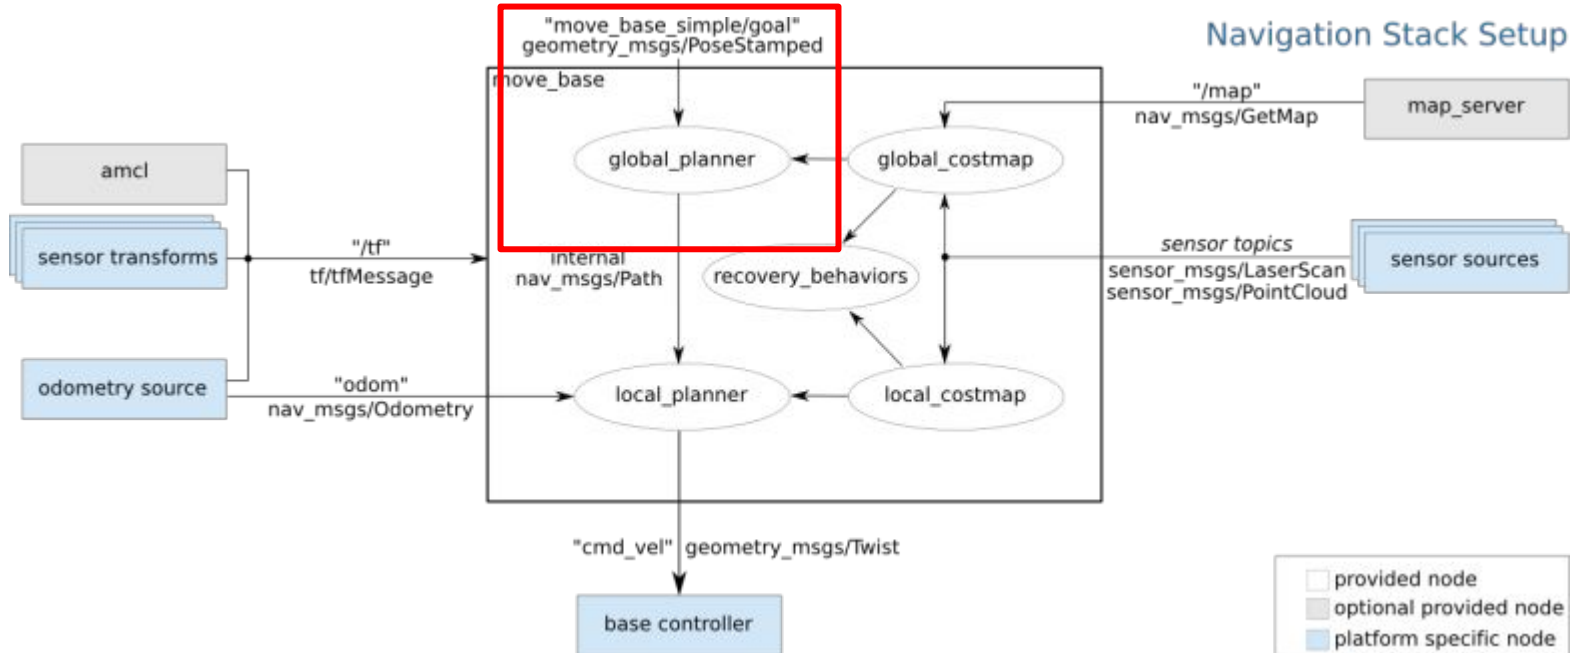 "move_base_simple/goal"
geometry_msgs/PoseStamped
Navigation Stack Setup
move_base
"/map"
nav_msgs/GetMap
map_server
global_planner
global_costmap
amcl
sensor transforms
"/tf"
tf/tfMessage
internal
nav_msgs/Path
recovery_behaviors
sensor topics
sensor_msgs/LaserScan
sensor_msgs/PointCloud
sensor sources
odometry source
"odom"
nav_msgs/Odometry
local_planner
local_costmap
"cmd_vel" geometry_msgs/Twist
base controller
provided node
optional provided node
platform specific node